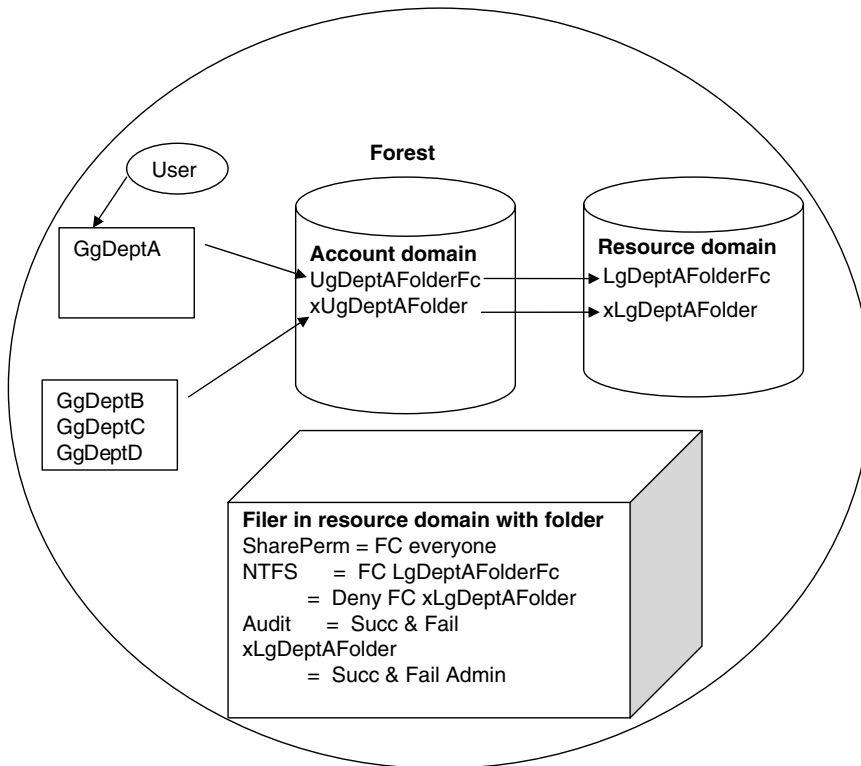 Forest
User
GgDeptA
Account domain
UgDeptAFolderFc
xUgDeptAFolder
Resource domain
LgDeptAFolderFc
xLgDeptAFolder
GgDeptB
GgDeptC
GgDeptD
Filer in resource domain with folder
SharePerm = FC everyone
NTFS = FC LgDeptAFolderFc
= Deny FC xLgDeptAFolder
Audit = Succ & Fail
xLgDeptAFolder
= Succ & Fail Admin